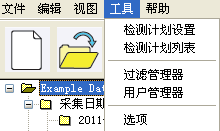 文件 编辑 视图 工具 帮助
检测计划设置
检测计划列表
过滤管理器
用户管理器
选项
Example Dat
采集日期
2011-